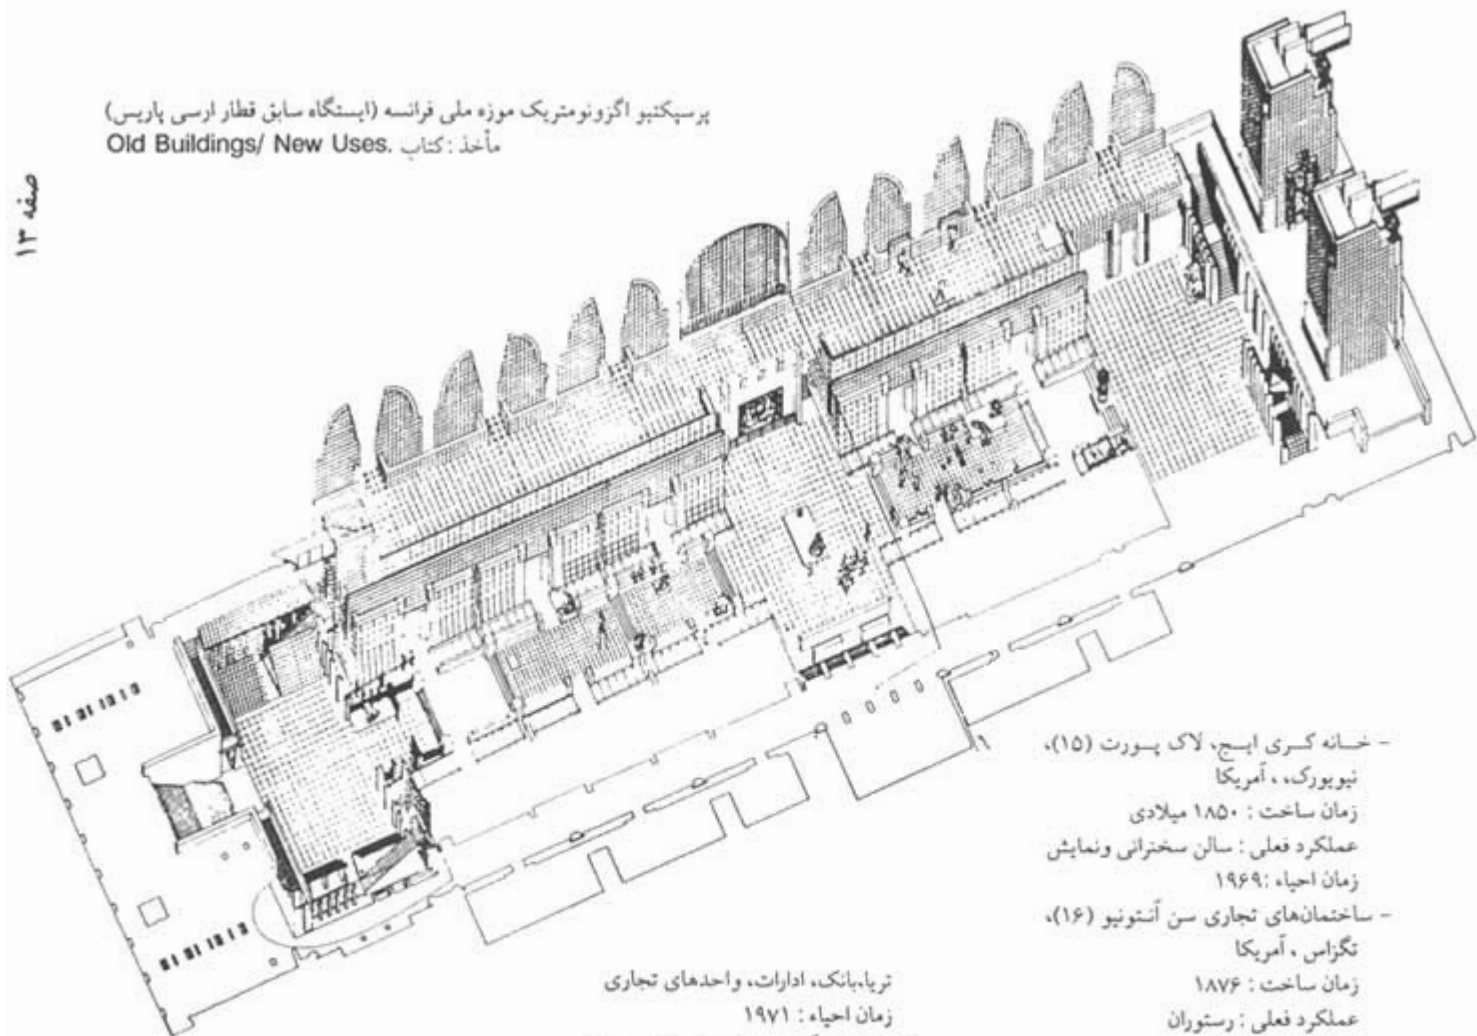 پرسپکتیو اگزونومتریک موزه ملی فرانسه (ایستگاه سابق قطار ارسی پاریس)
مأخذ : کتاب .Old Buildings/ New Uses
صفه ۱۳
- خانه کری ایج، لاک پورت (۱۵)،
نیویورک، ، آمریکا
زمان ساخت : ۱۸۵۰ میلادی
عملکرد فعلی : سالن سخنرانی ونمایش
زمان احیاء :۱۹۶۹
- ساختمان‌های تجاری سن آنتونیو (۱۶)،
تگزاس ، آمریکا
زمان ساخت : ۱۸۷۶
عملکرد فعلی : رستوران
تریا،بانک، ادارات، واحدهای تجاری
زمان احیاء : ۱۹۷۱